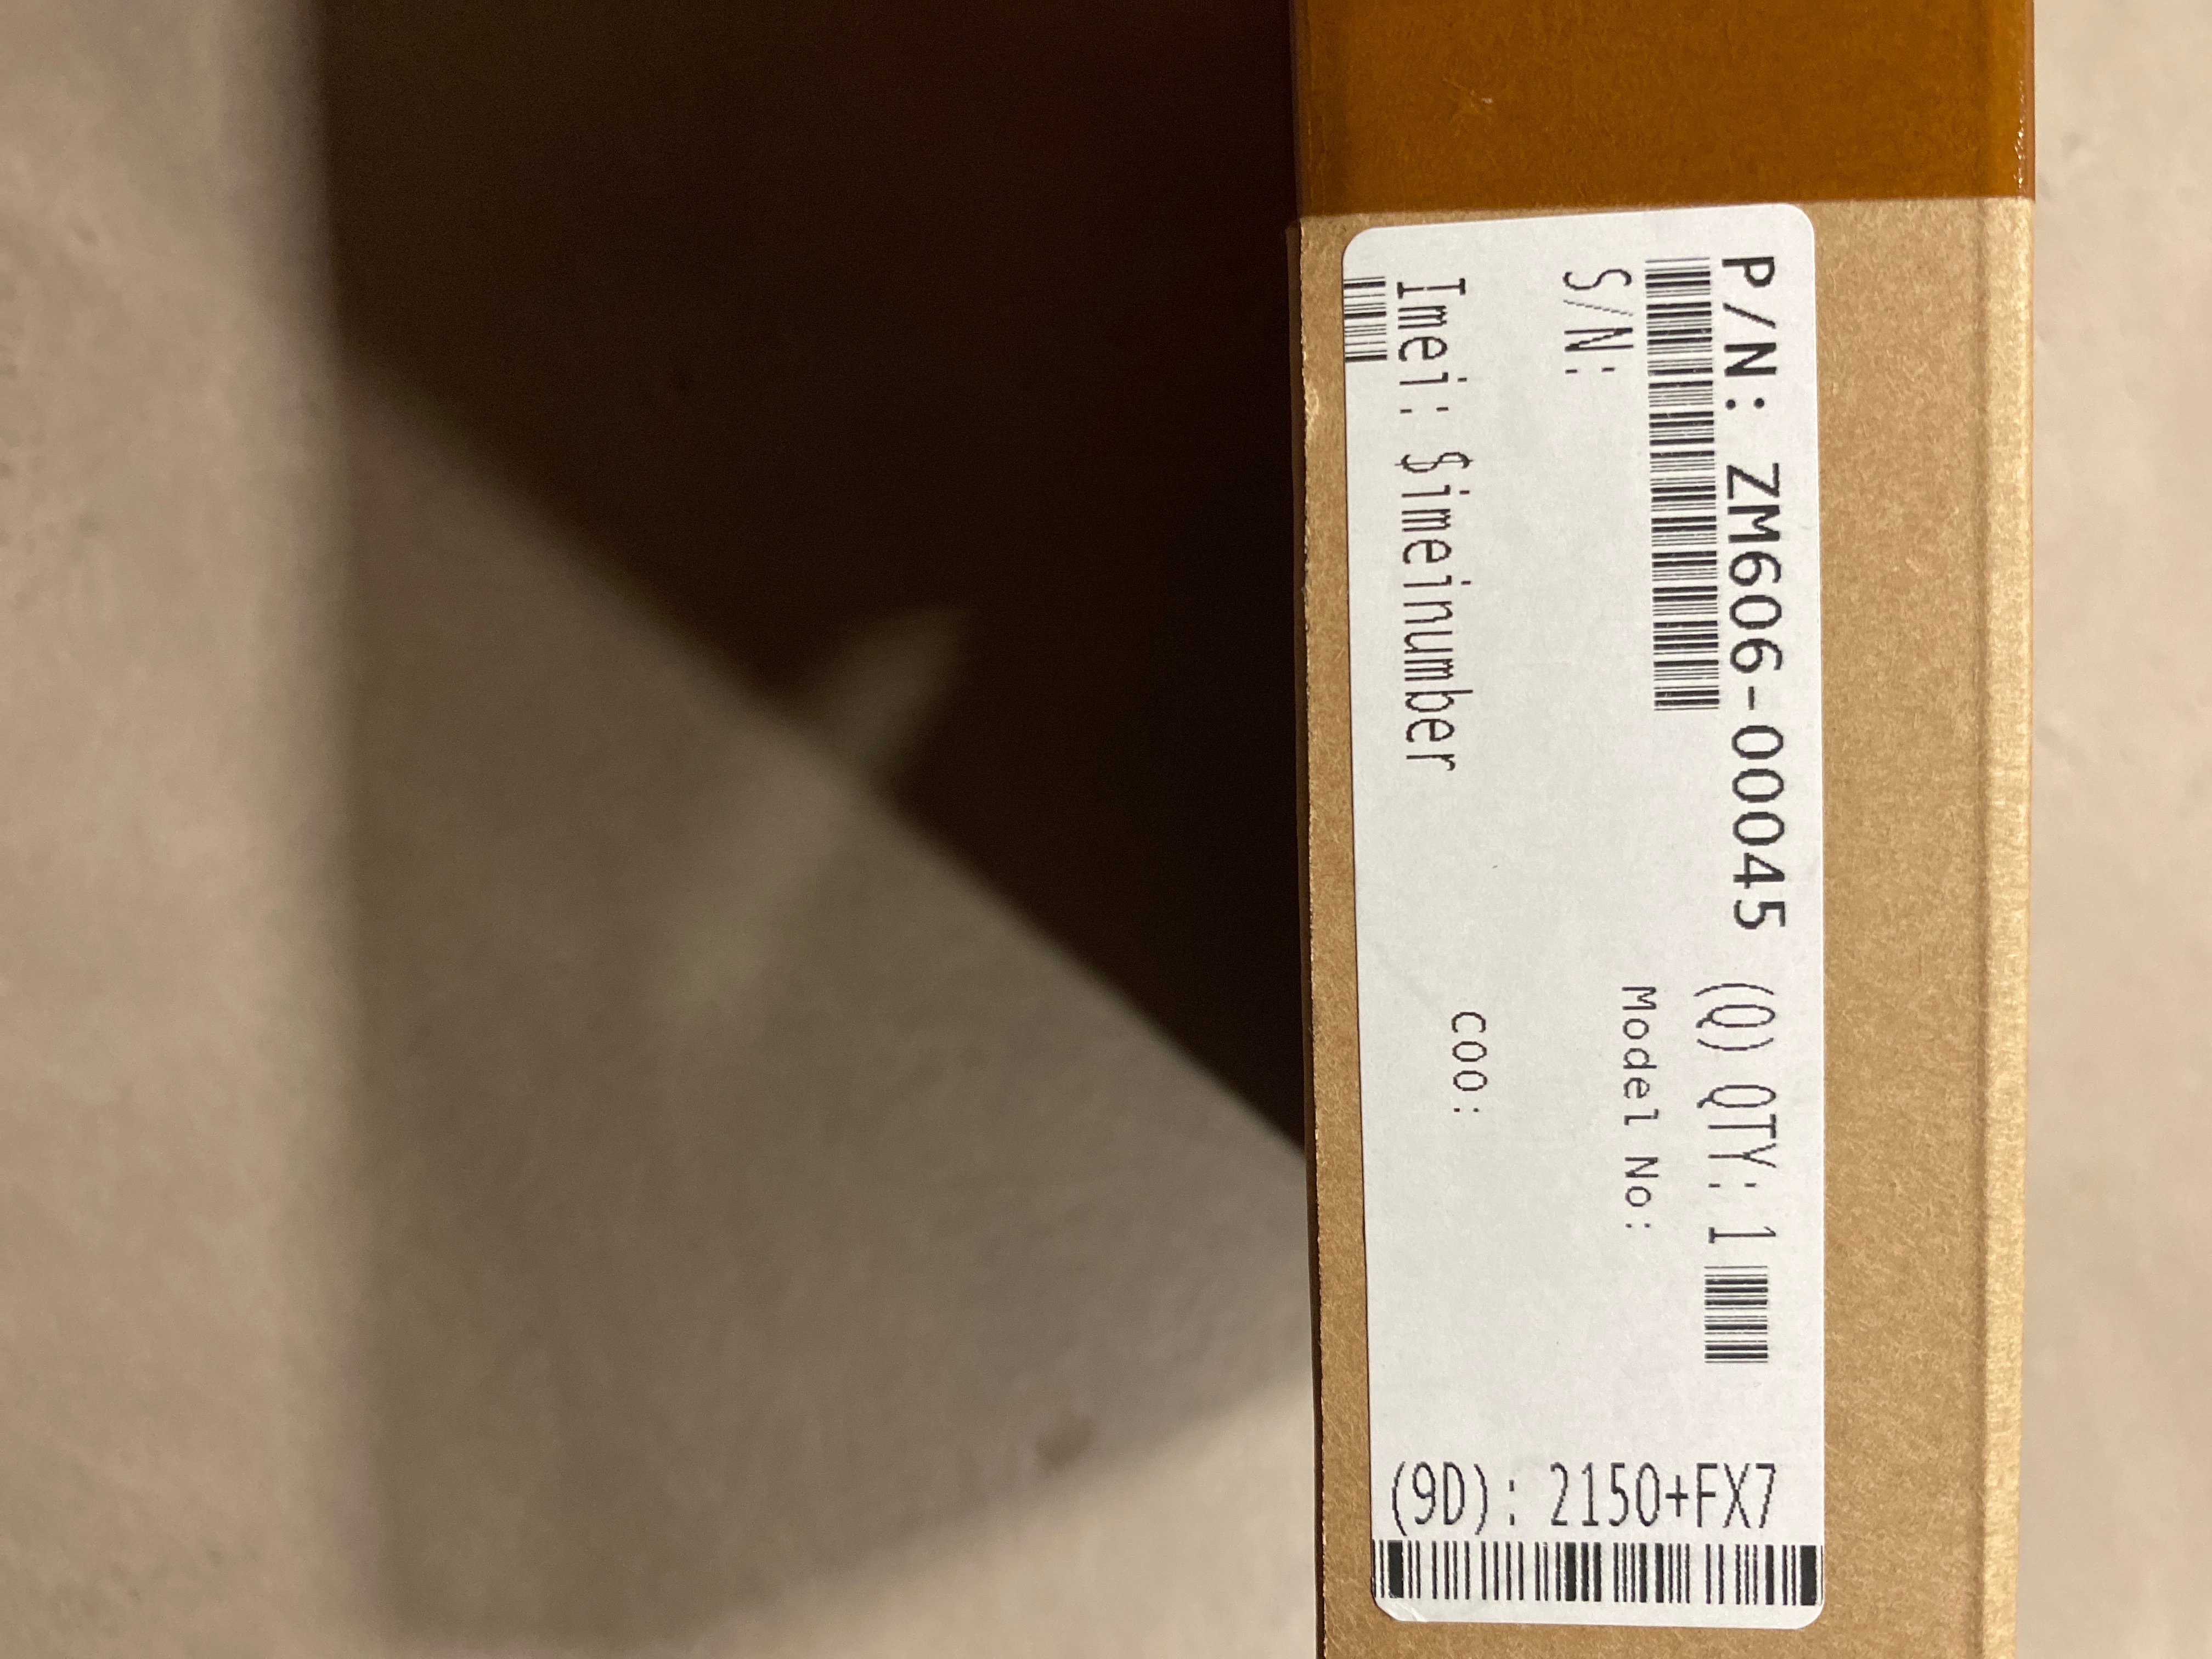 P/N: ZM606-00045 (Q) QTY: 1
S/N:
Model No:
Imei: $imeinumber
COO:
(9D): 2150+FX7